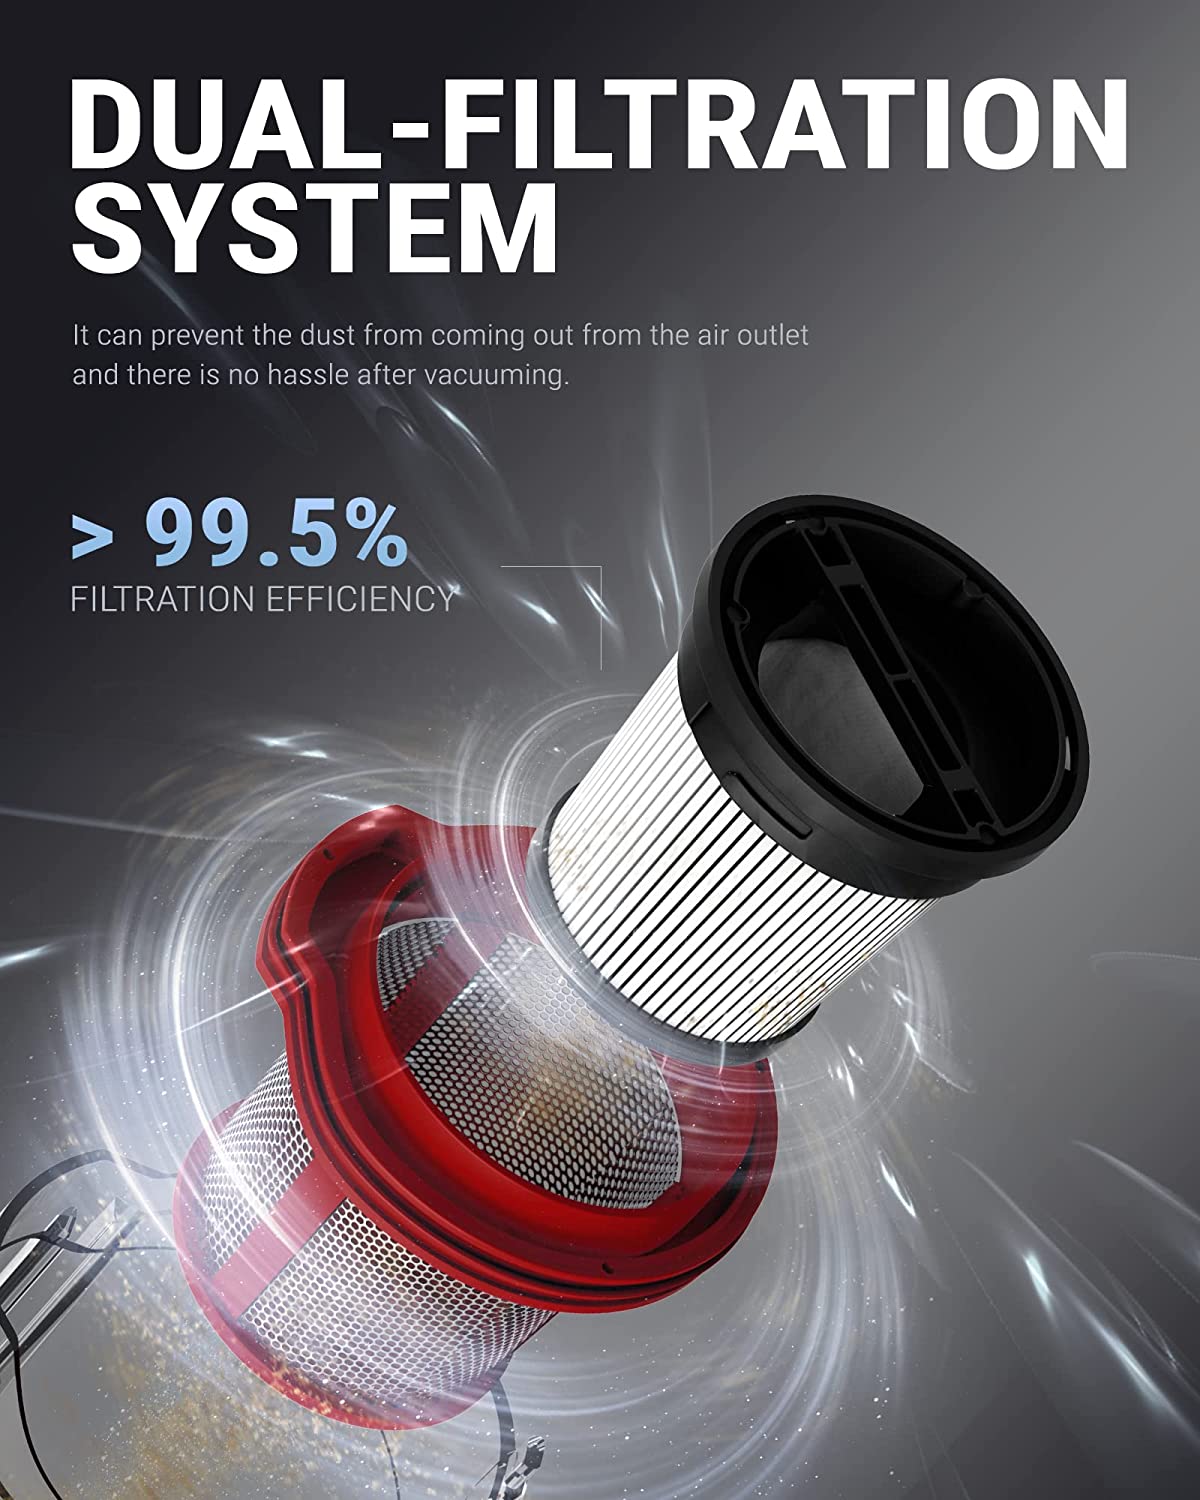 DUAL-FILTRATION
SYSTEM
It can prevent the dust from coming out from the air outlet
and there is no hassle after vacuuming.
> 99.5%
FILTRATION EFFICIENCY